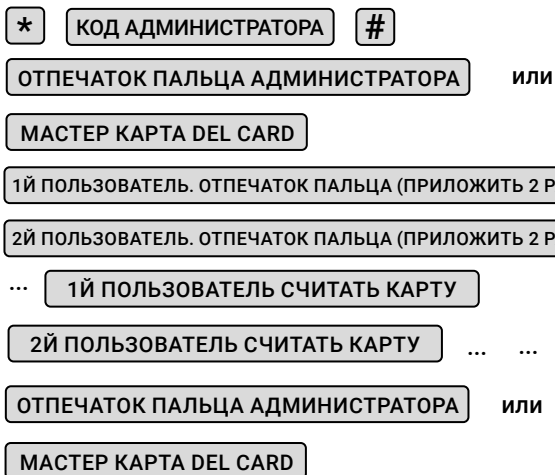 * КОД АДМИНИСТРАТОРА #
ОТПЕЧАТОК ПАЛЬЦА АДМИНИСТРАТОРА или
МАСТЕР КАРТА DEL CARD
1Й ПОЛЬЗОВАТЕЛЬ. ОТПЕЧАТОК ПАЛЬЦА (ПРИЛОЖИТЬ 2 Р
2Й ПОЛЬЗОВАТЕЛЬ. ОТПЕЧАТОК ПАЛЬЦА (ПРИЛОЖИТЬ 2 Р
... 1Й ПОЛЬЗОВАТЕЛЬ СЧИТАТЬ КАРТУ
2Й ПОЛЬЗОВАТЕЛЬ СЧИТАТЬ КАРТУ ... ...
ОТПЕЧАТОК ПАЛЬЦА АДМИНИСТРАТОРА или
МАСТЕР КАРТА DEL CARD